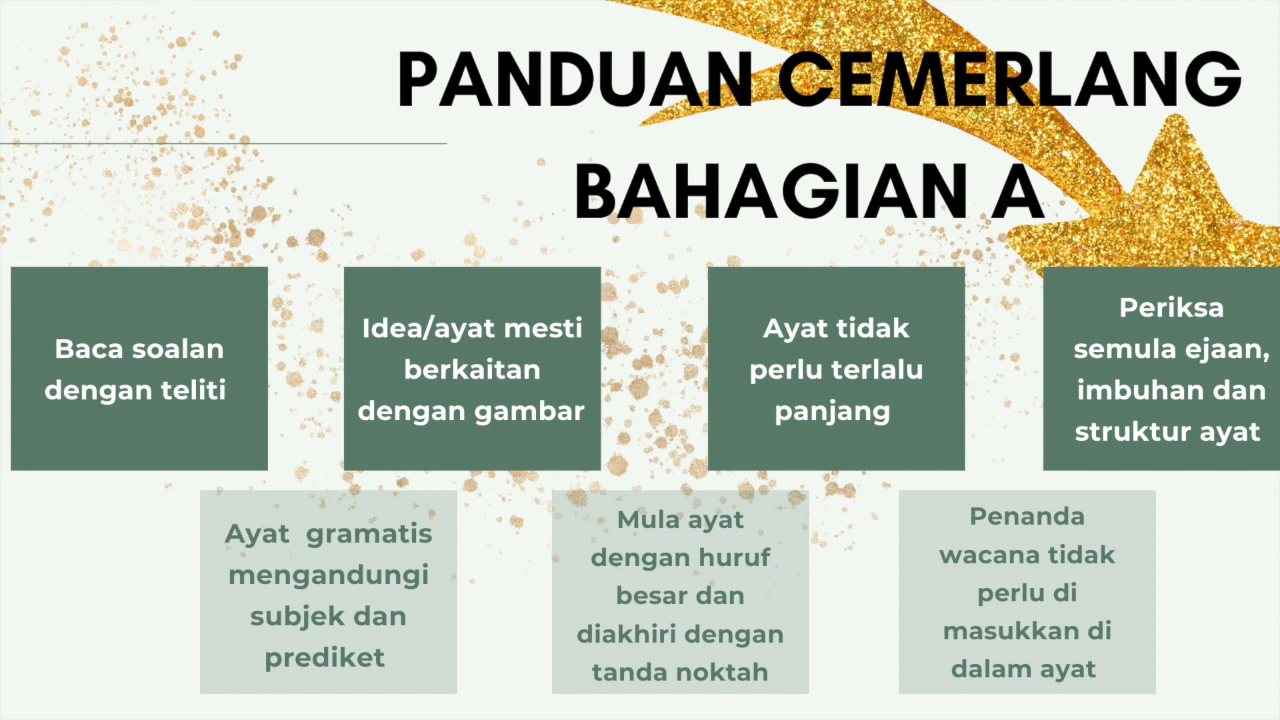 PANDUAN CEMERLANG
BAHAGIAN A
Baca soalan
dengan teliti
Idea/ayat mesti
berkaitan
dengan gambar
Ayat tidak
perlu terlalu
panjang
Periksa
semula ejaan,
imbuhan dan
struktur ayat
Ayat gramatis
mengandungi
subjek dan
prediket
Mula ayat
dengan huruf
besar dan
diakhiri dengan
tanda noktah
Penanda
wacana tidak
perlu di
masukkan di
dalam ayat